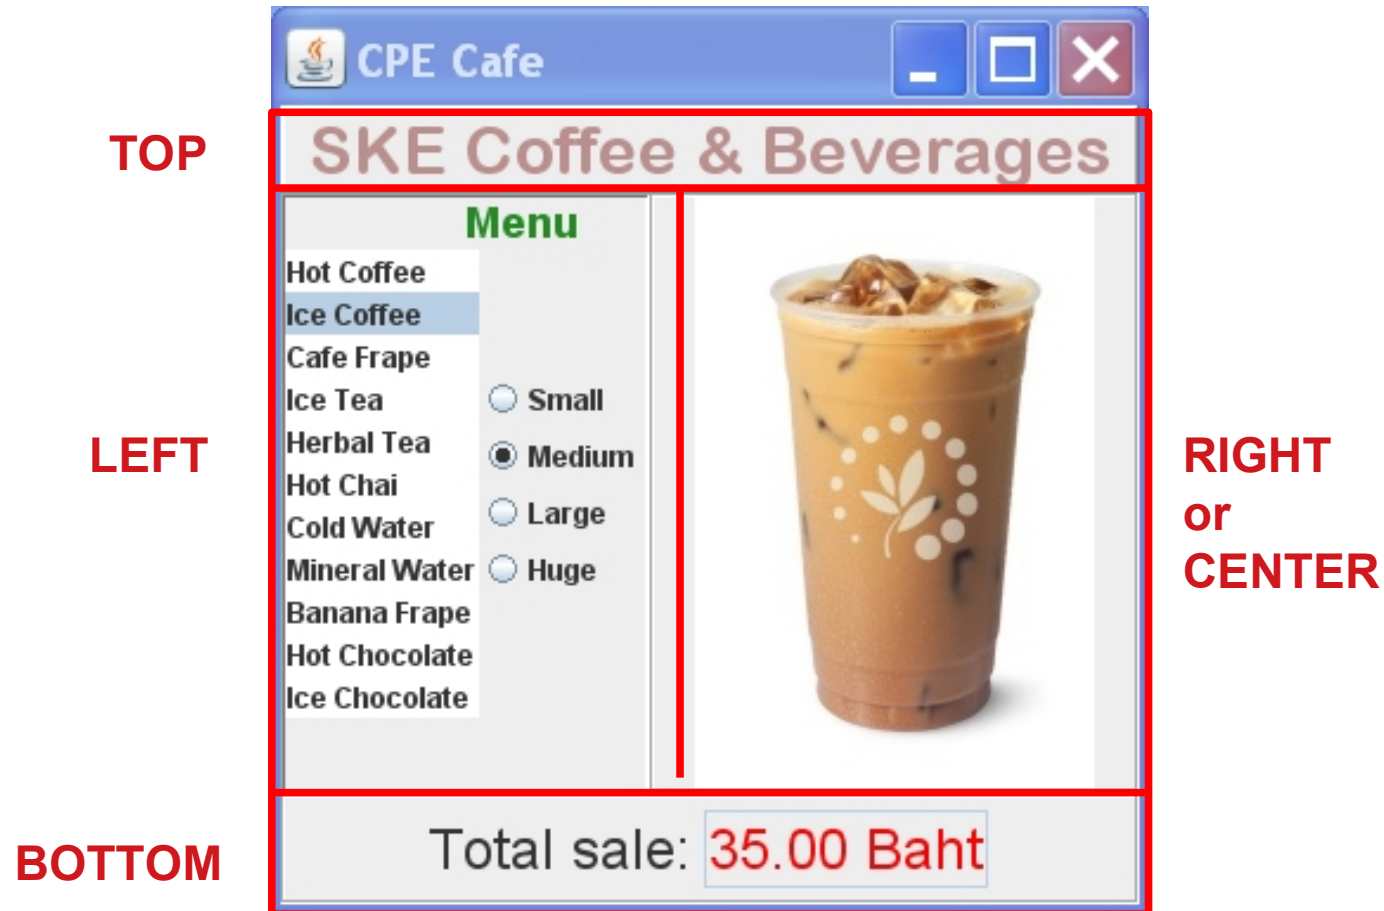 CPE Cafe
TOP
SKE Coffee & Beverages
Menu
Hot Coffee
Ice Coffee
Cafe Frape
Ice Tea
Herbal Tea
Hot Chai
Cold Water
Mineral Water
Banana Frape
Hot Chocolate
Ice Chocolate
Small
Medium
Large
Huge
LEFT
RIGHT
or
CENTER
BOTTOM
Total sale: 35.00 Baht